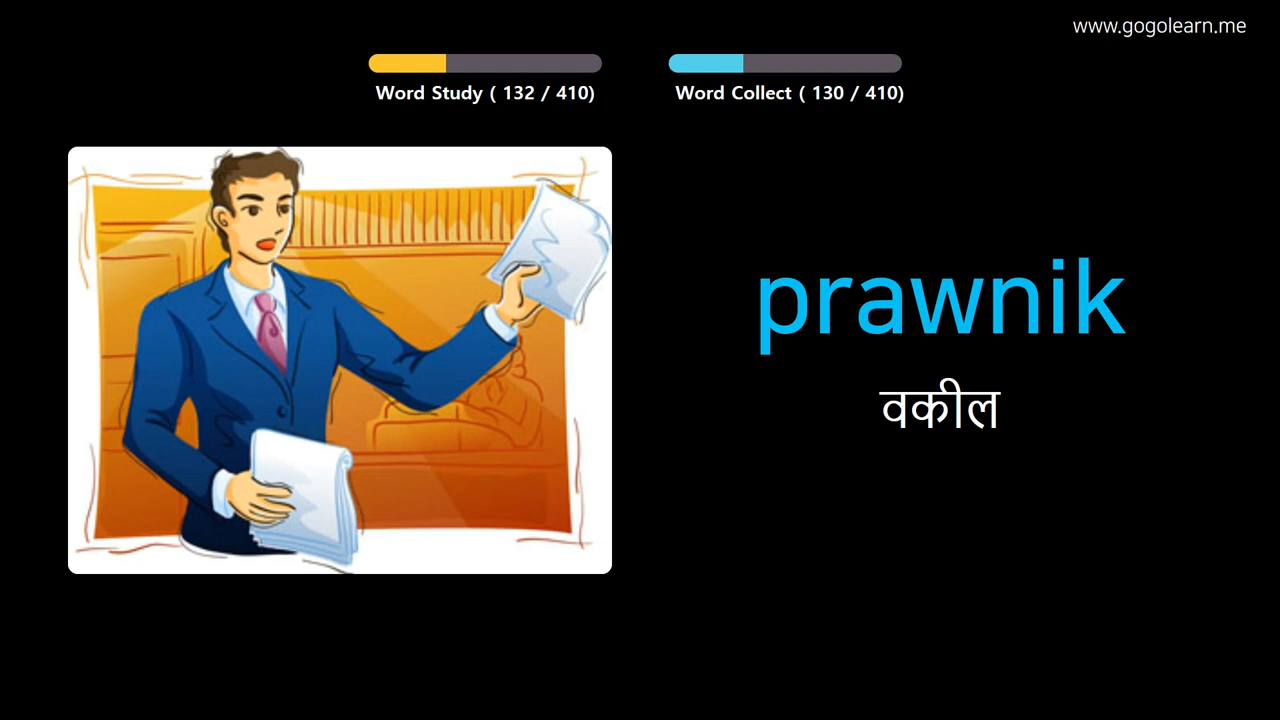 www.gogolearn.me
Word Study ( 132 / 410)
Word Collect ( 130 / 410)
prawnik
वकील